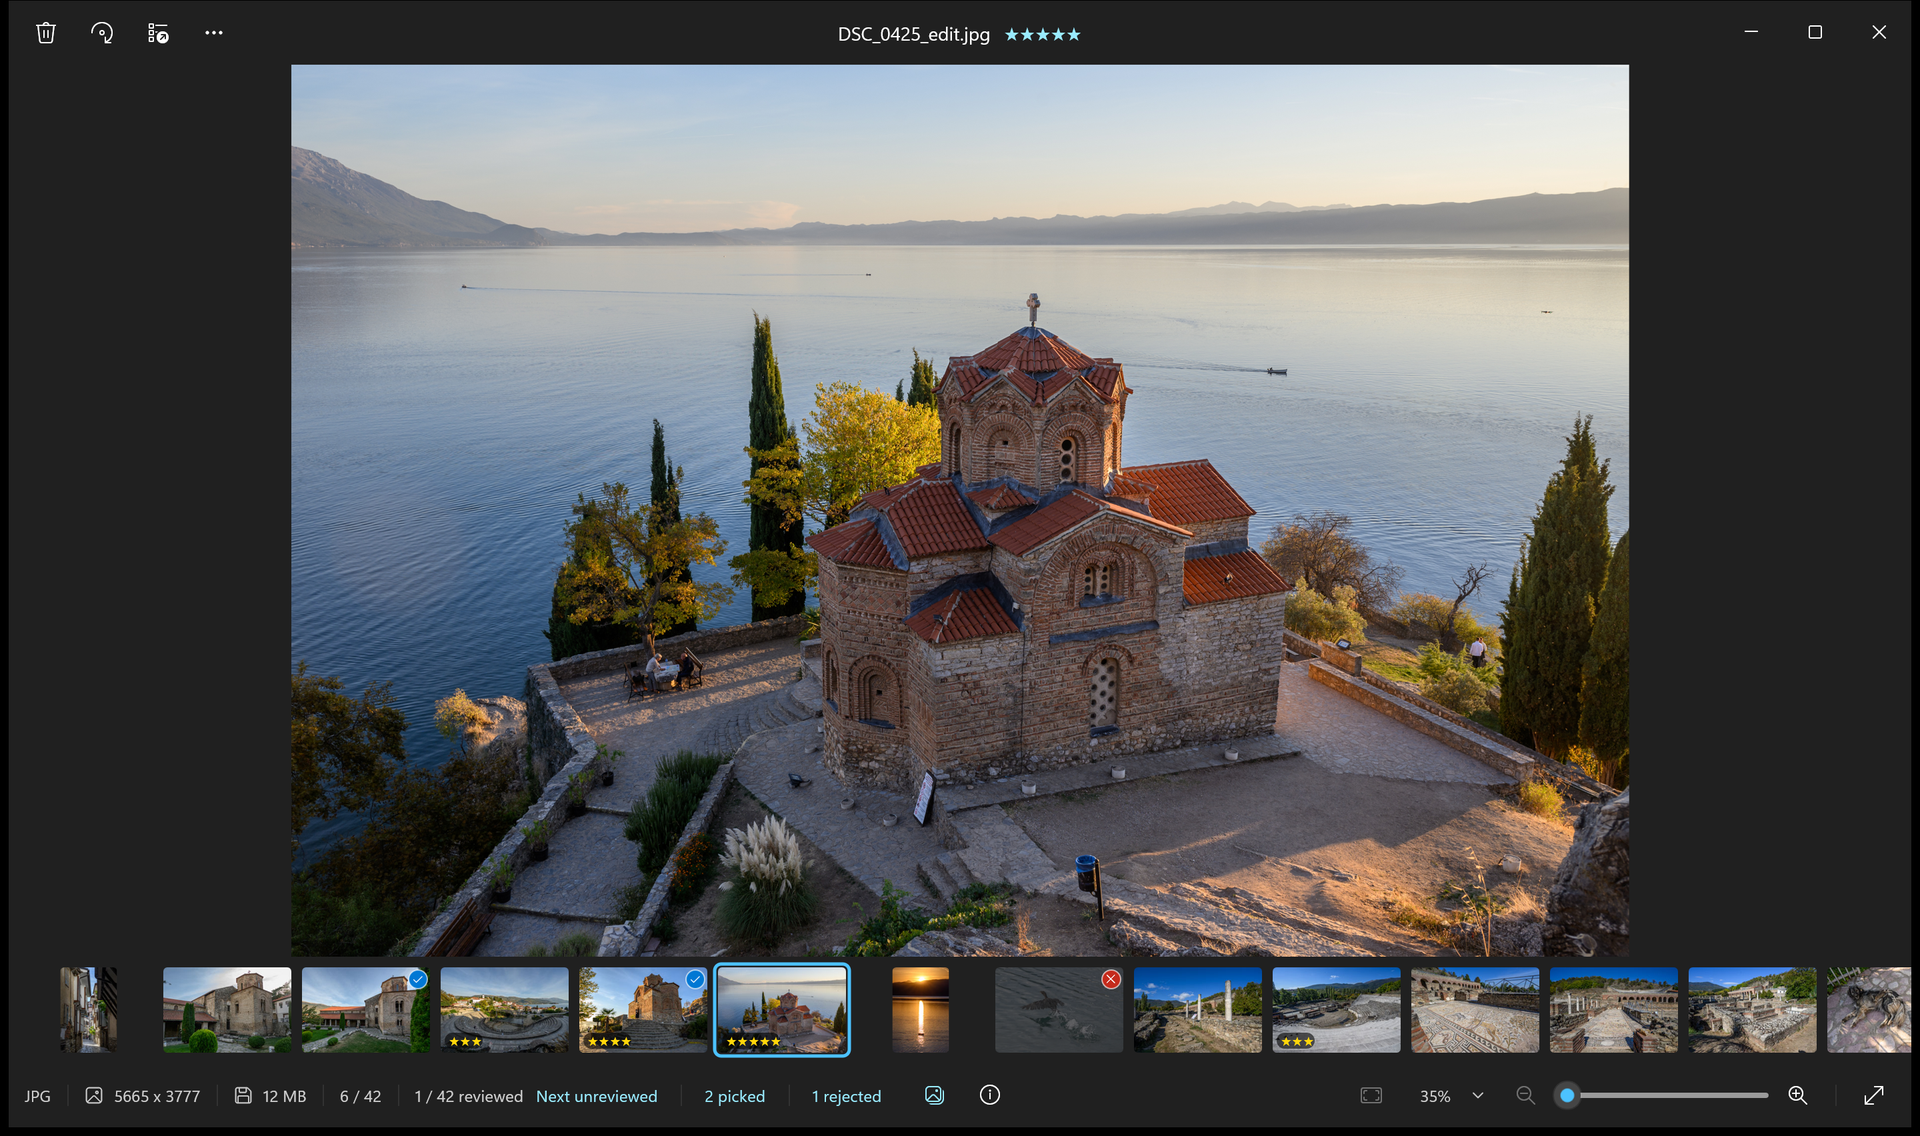 DSC_0425_edit.jpg ★★★★★
★★★
★★★★
★★★★★
★★★
JPG
5665 x 3777
12 MB
6 / 42
1 / 42 reviewed
Next unreviewed
2 picked
1 rejected
35%